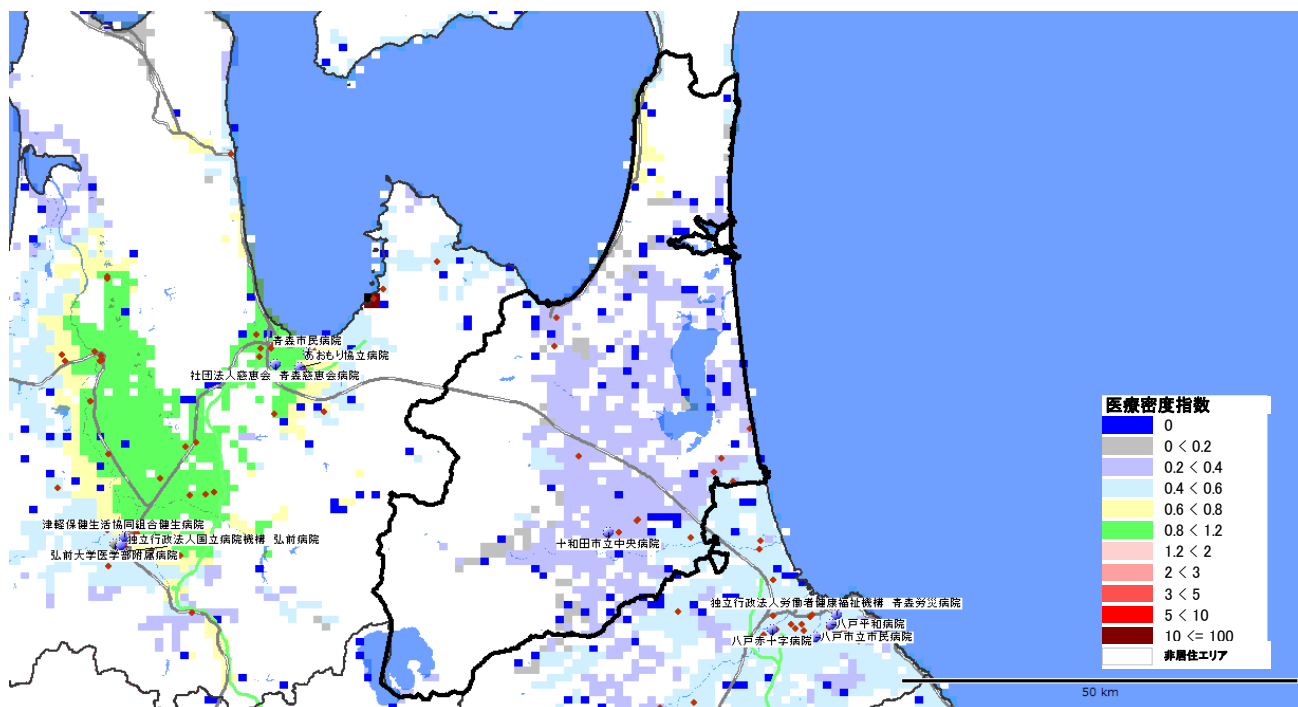 青森市民病院
あおもり協立病院
社団法人慈恵会 青森慈恵会病院
津軽保健生活協同組合健生病院
独立行政法人国立病院機構 弘前病院
弘前大学医学部附属病院
十和田市立中央病院
独立行政法人労働者健康福祉機構 青森労災病院
八戸平和病院
八戸赤十字病院
八戸市立市民病院
医療密度指数
0
0 < 0.2
0.2 < 0.4
0.4 < 0.6
0.6 < 0.8
0.8 < 1.2
1.2 < 2
2 < 3
3 < 5
5 < 10
10 <= 100
非居住エリア
50 km